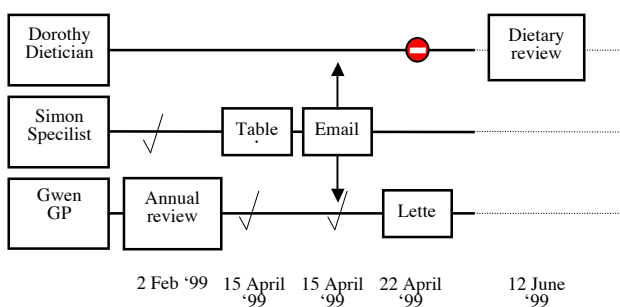 Dorothy
Dietician
Dietary
review
Simon
Specilist
Table
Email
Gwen
GP
Annual
review
Lette
2 Feb ‘99
15 April
‘99
15 April
‘99
22 April
‘99
12 June
‘99